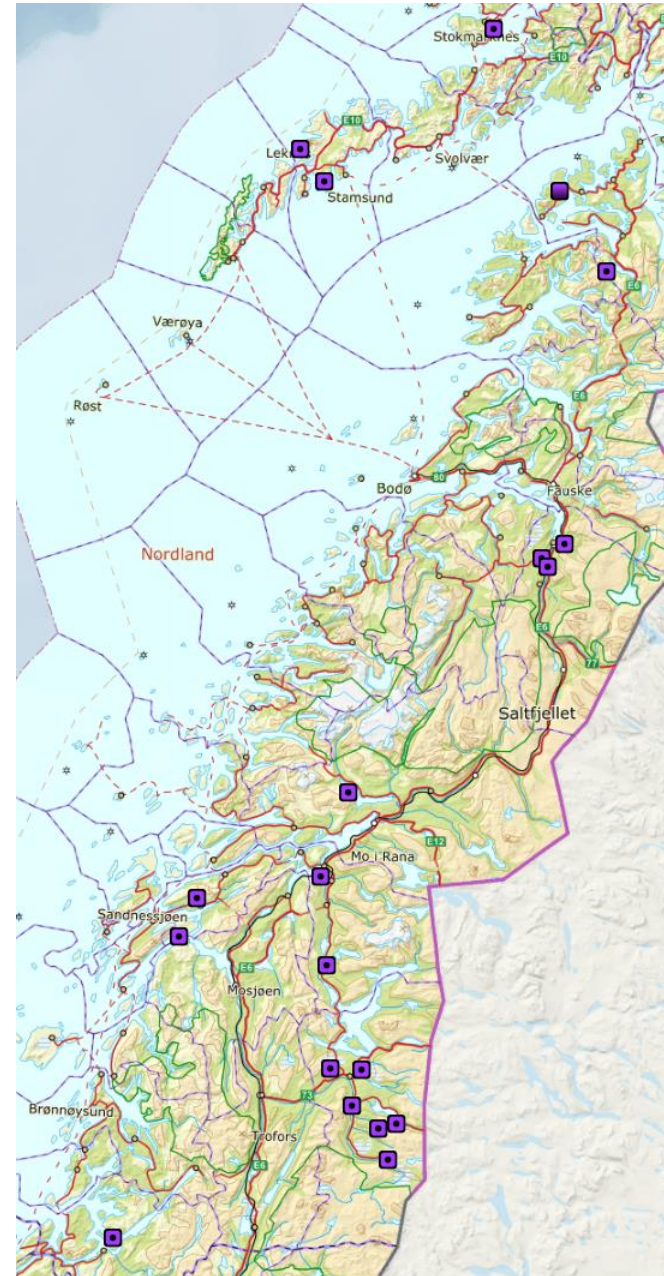 Stokmarknes
E10
E10
Svolvær
Stamsund
E6
Værøya
Røst
E6
Bodø
80
Fauske
Nordland
E6
77
Saltfjellet
E12
Mo i Rana
Sandnessjøen
E6
Mosjøen
73
Brønnøysund
Trofors
E6